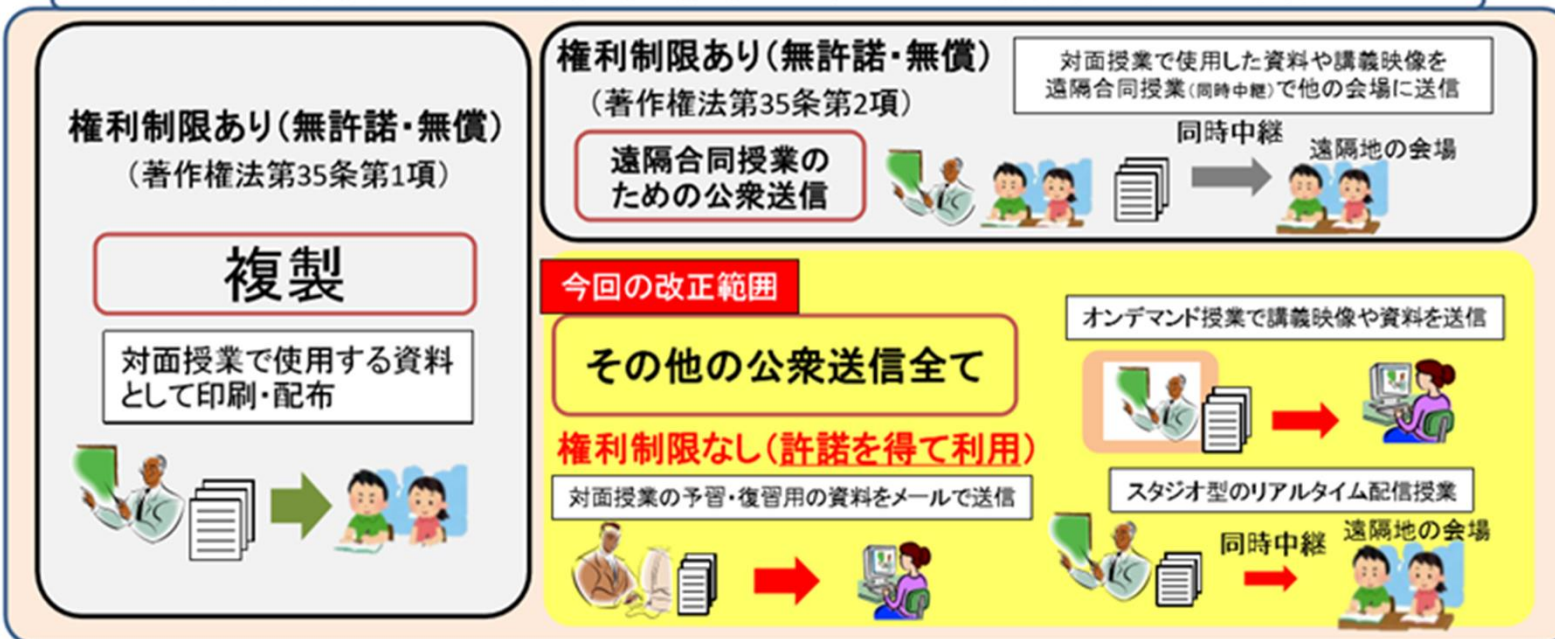 権利制限あり(無許諾・無償)
(著作権法第35条第1項)
複製
対面授業で使用する資料
として印刷・配布
権利制限あり(無許諾・無償)
(著作権法第35条第2項)
遠隔合同授業の
ための公衆送信
対面授業で使用した資料や講義映像を
遠隔合同授業(同時中継)で他の会場に送信
同時中継
遠隔地の会場
今回の改正範囲
その他の公衆送信全て
権利制限なし(許諾を得て利用)
対面授業の予習・復習用の資料をメールで送信
オンデマンド授業で講義映像や資料を送信
スタジオ型のリアルタイム配信授業
同時中継
遠隔地の会場